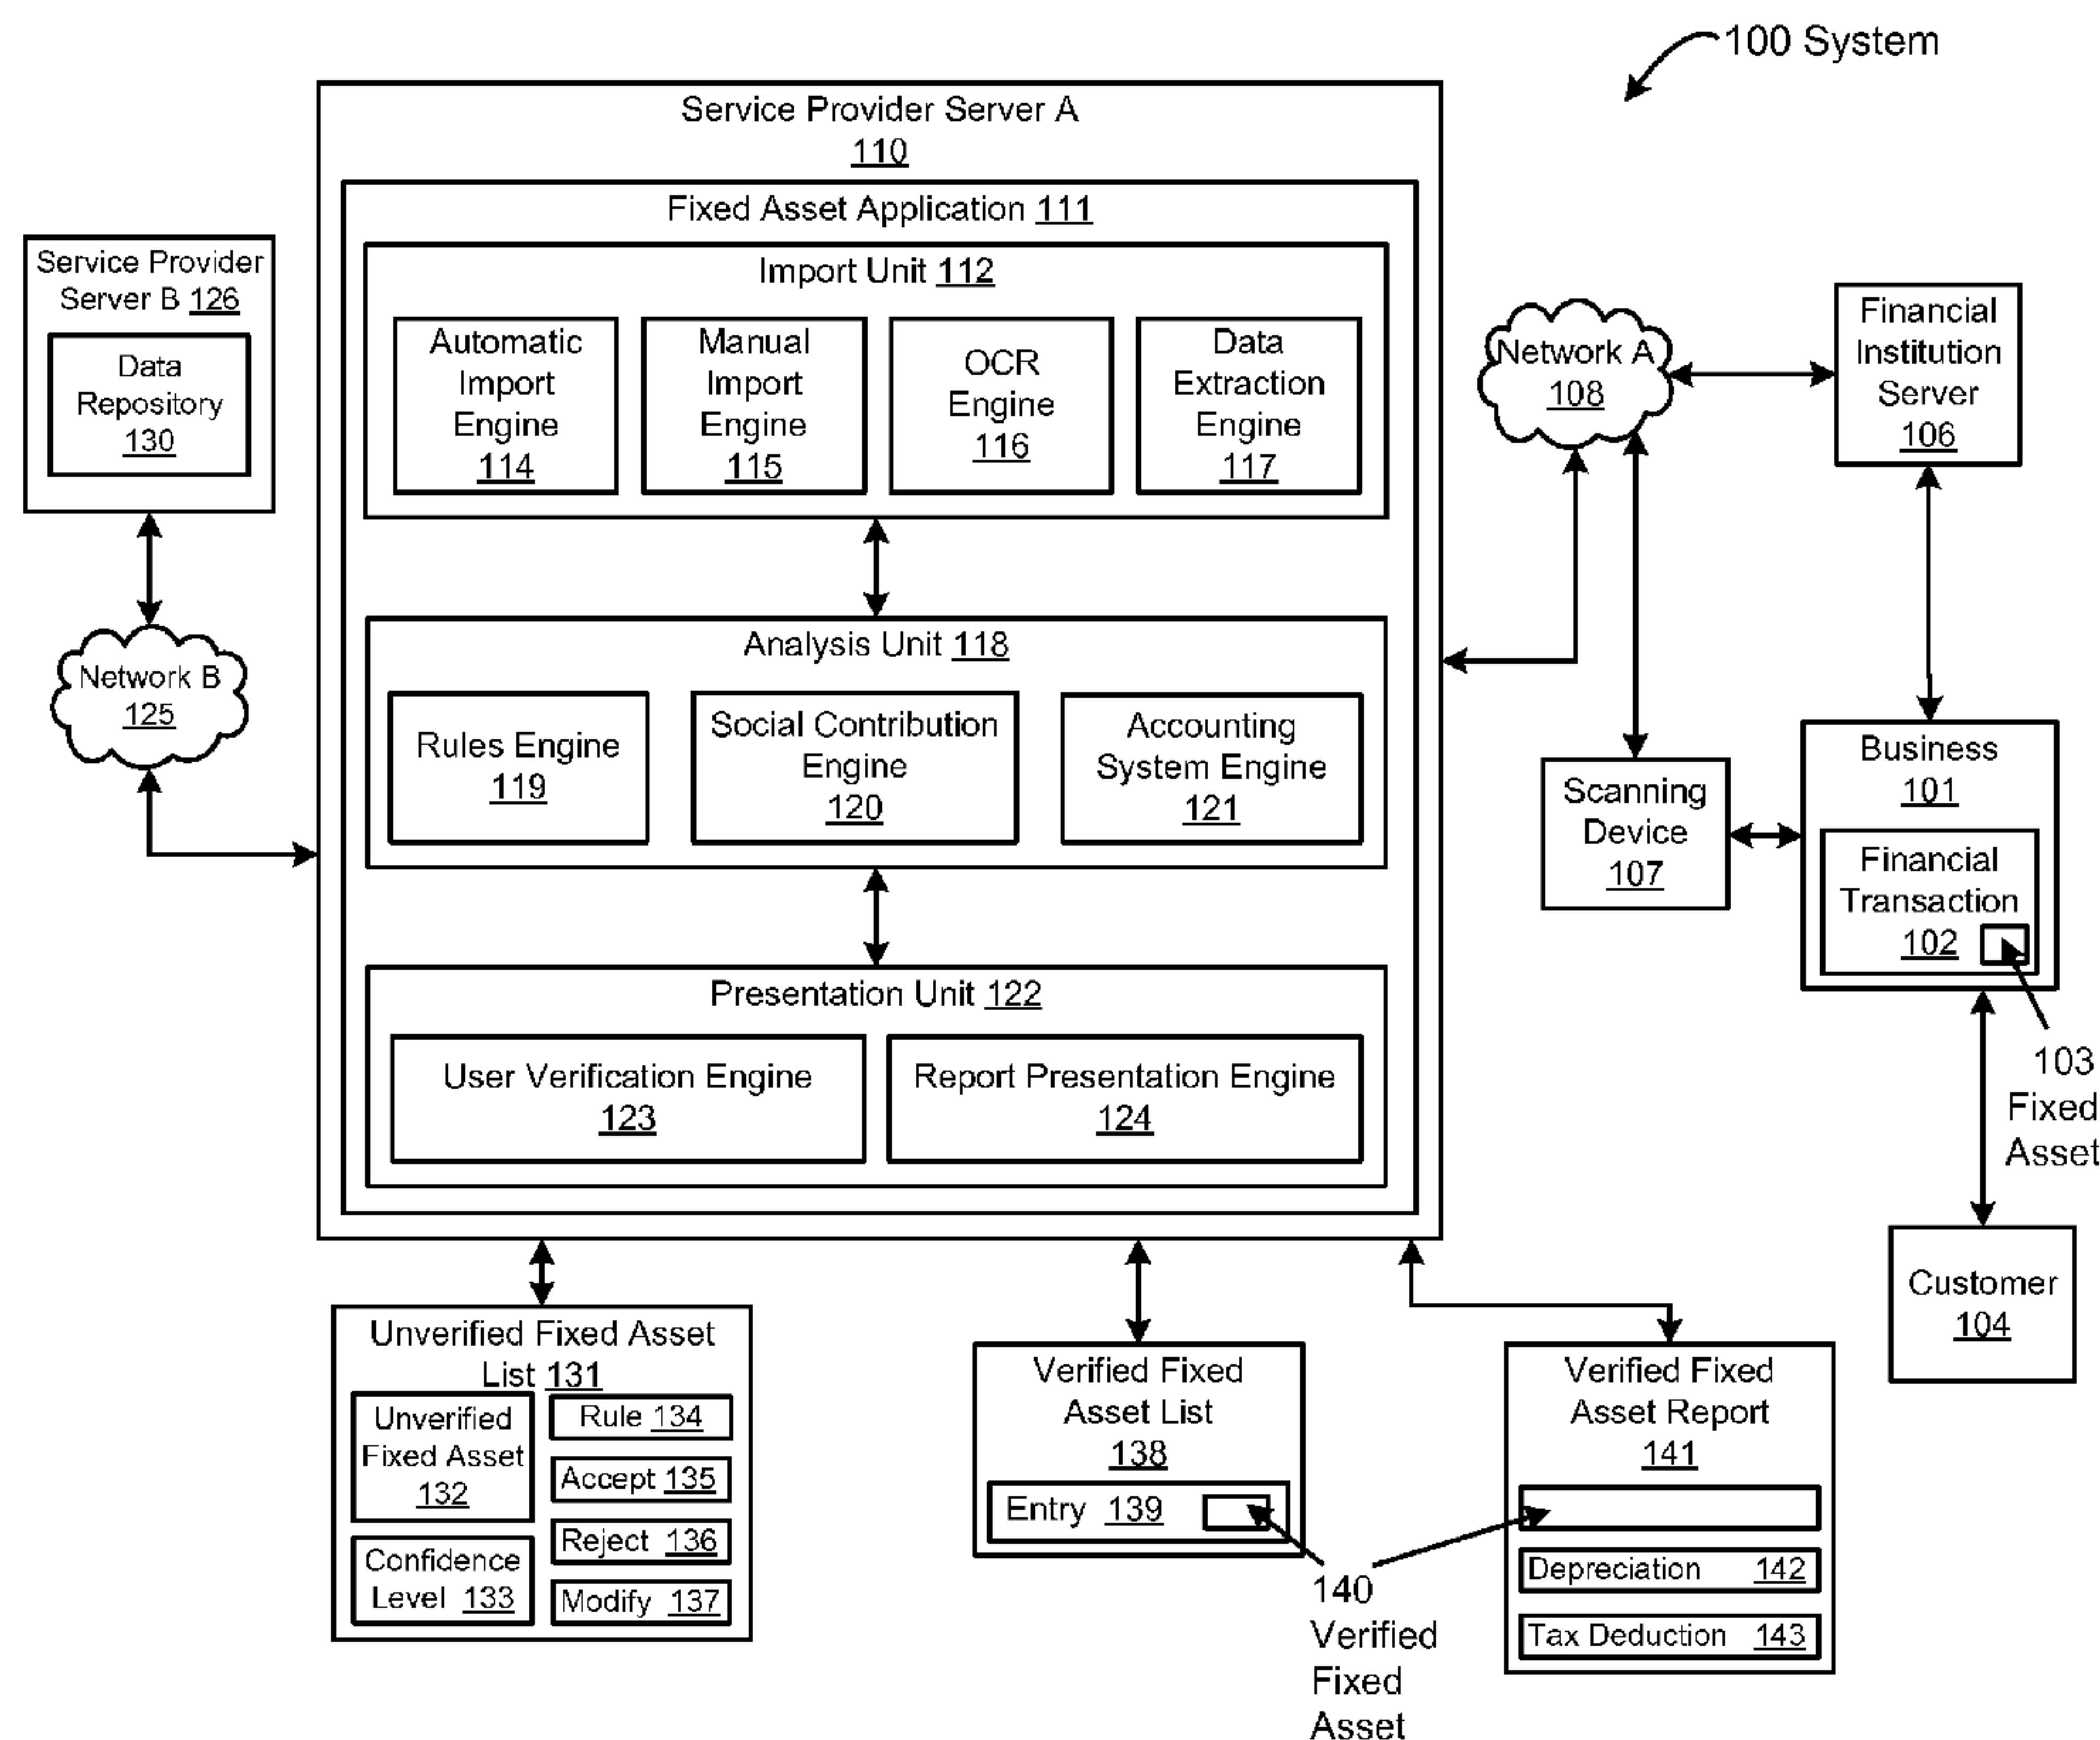 100 System
Service Provider Server A
110
Fixed Asset Application 111
Import Unit 112
Automatic
Import
Engine
114
Manual
Import
Engine
115
OCR
Engine
116
Data
Extraction
Engine
117
Analysis Unit 118
Rules Engine
119
Social Contribution
Engine
120
Accounting
System Engine
121
Presentation Unit 122
User Verification Engine
123
Report Presentation Engine
124
Service Provider
Server B 126
Data
Repository
130
Network B
125
Network A
108
Financial
Institution
Server
106
Scanning
Device
107
Business
101
Financial
Transaction
102
103
Fixed
Asset
Customer
104
Unverified Fixed Asset
List 131
Unverified
Fixed Asset
132
Confidence
Level 133
Rule 134
Accept 135
Reject 136
Modify 137
Verified Fixed
Asset List
138
Entry 139
140
Verified
Fixed
Asset
Verified Fixed
Asset Report
141
Depreciation 142
Tax Deduction 143